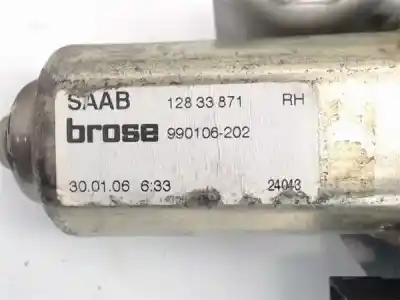 SAAB 128 33 871 RH
brose 990106-202
30.01.06 6:33 24043